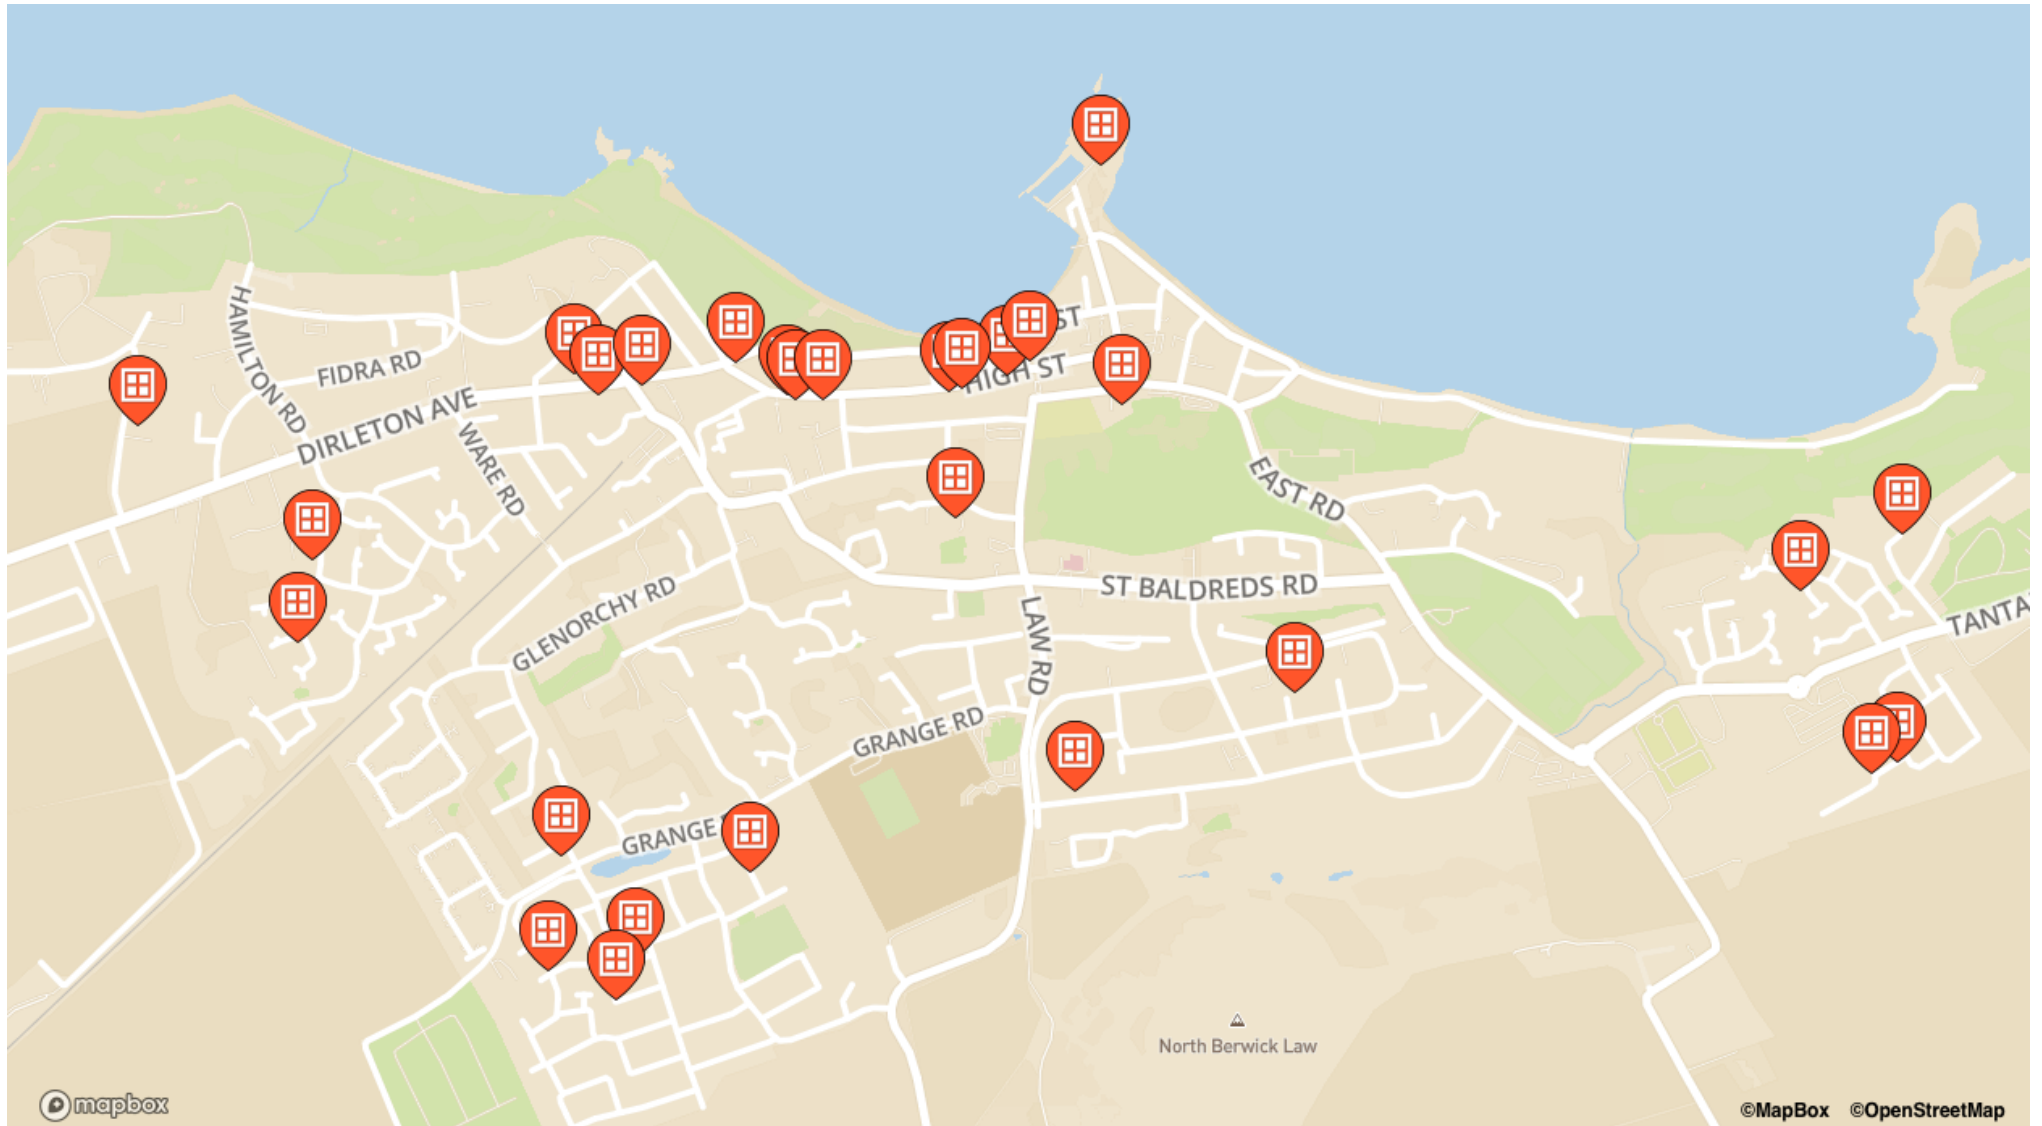 HAMILTON RD
FIDRA RD
DIRLETON AVE
WARE RD
ST
HIGH ST
EAST RD
GLENORCHY RD
ST BALDREDS RD
LAW RD
TANTA
GRANGE RD
GRANGE
North Berwick Law
mapbox
©MapBox ©OpenStreetMap